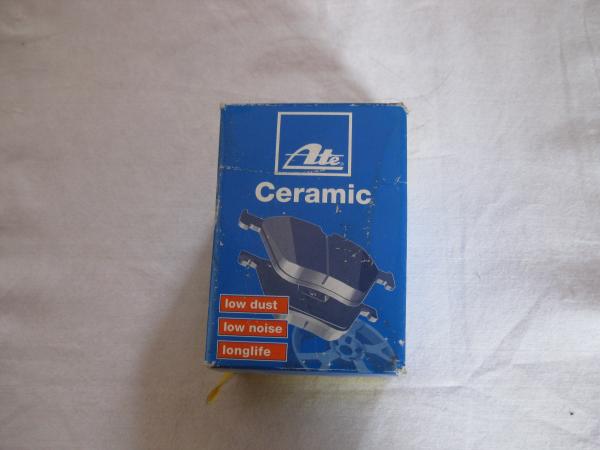 Ate
Ceramic
low dust
low noise
longlife